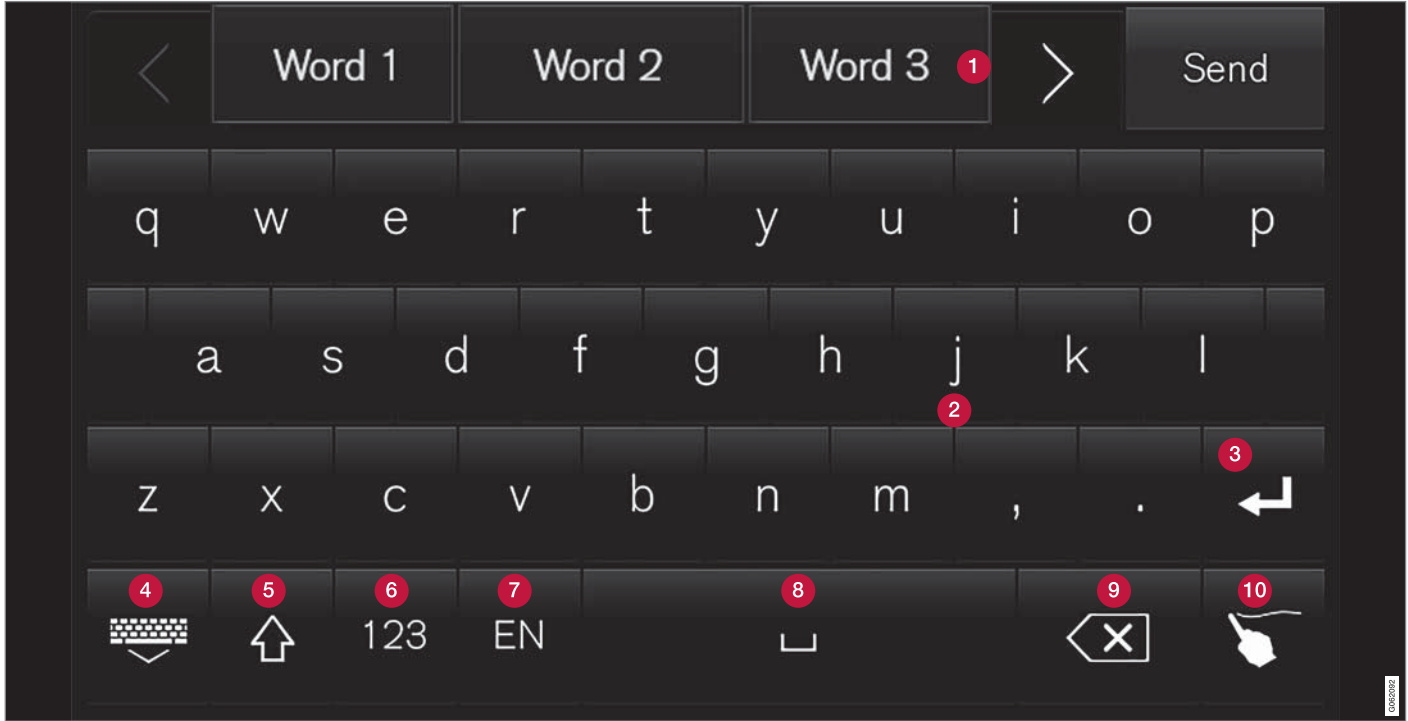 Word 1 Word 2 Word 3 1 Send
q w e r t y u i o p
a s d f g h j k l
2
3
z x c v b n m , .
4 5 6 7 8 9 10
123 EN
G062092